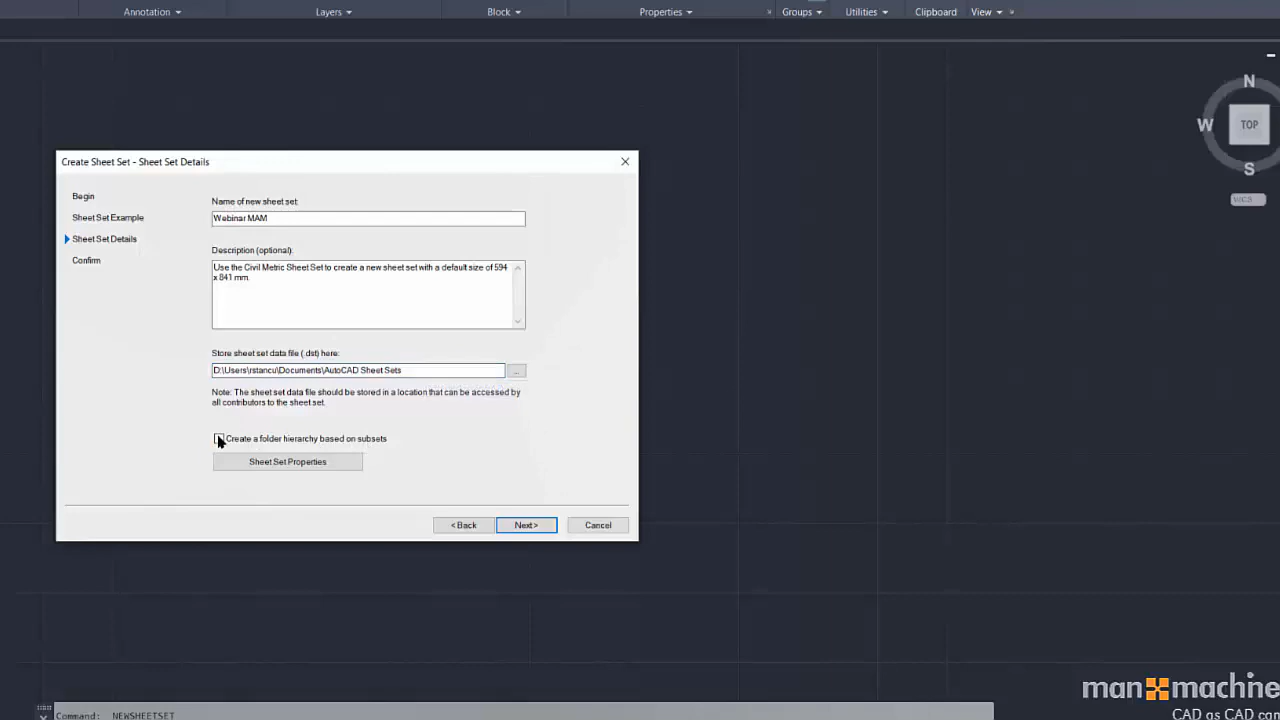 Annotation
Layers
Block
Properties
Groups
Utilities
Clipboard
View
N
W
TOP
S
WCS
Create Sheet Set - Sheet Set Details
Begin
Sheet Set Example
Sheet Set Details
Confirm
Name of new sheet set:
Webinar MAM
Description (optional):
Use the Civil Metric Sheet Set to create a new sheet set with a default size of 594
x 841 mm.
Store sheet set data file (.dst) here:
D:\Users\rstancu\Documents\AutoCAD Sheet Sets
...
Note: The sheet set data file should be stored in a location that can be accessed by
all contributors to the sheet set.
Create a folder hierarchy based on subsets
Sheet Set Properties
< Back
Next >
Cancel
man machine
CAD as CAD can
Command: NEWSHEETSET